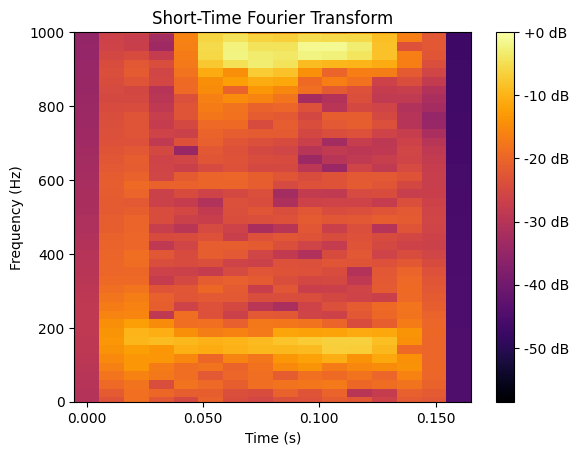 Short-Time Fourier Transform
Frequency (Hz)
1000
800
600
400
200
0
0.000
0.050
0.100
0.150
Time (s)
+0 dB
-10 dB
-20 dB
-30 dB
-40 dB
-50 dB